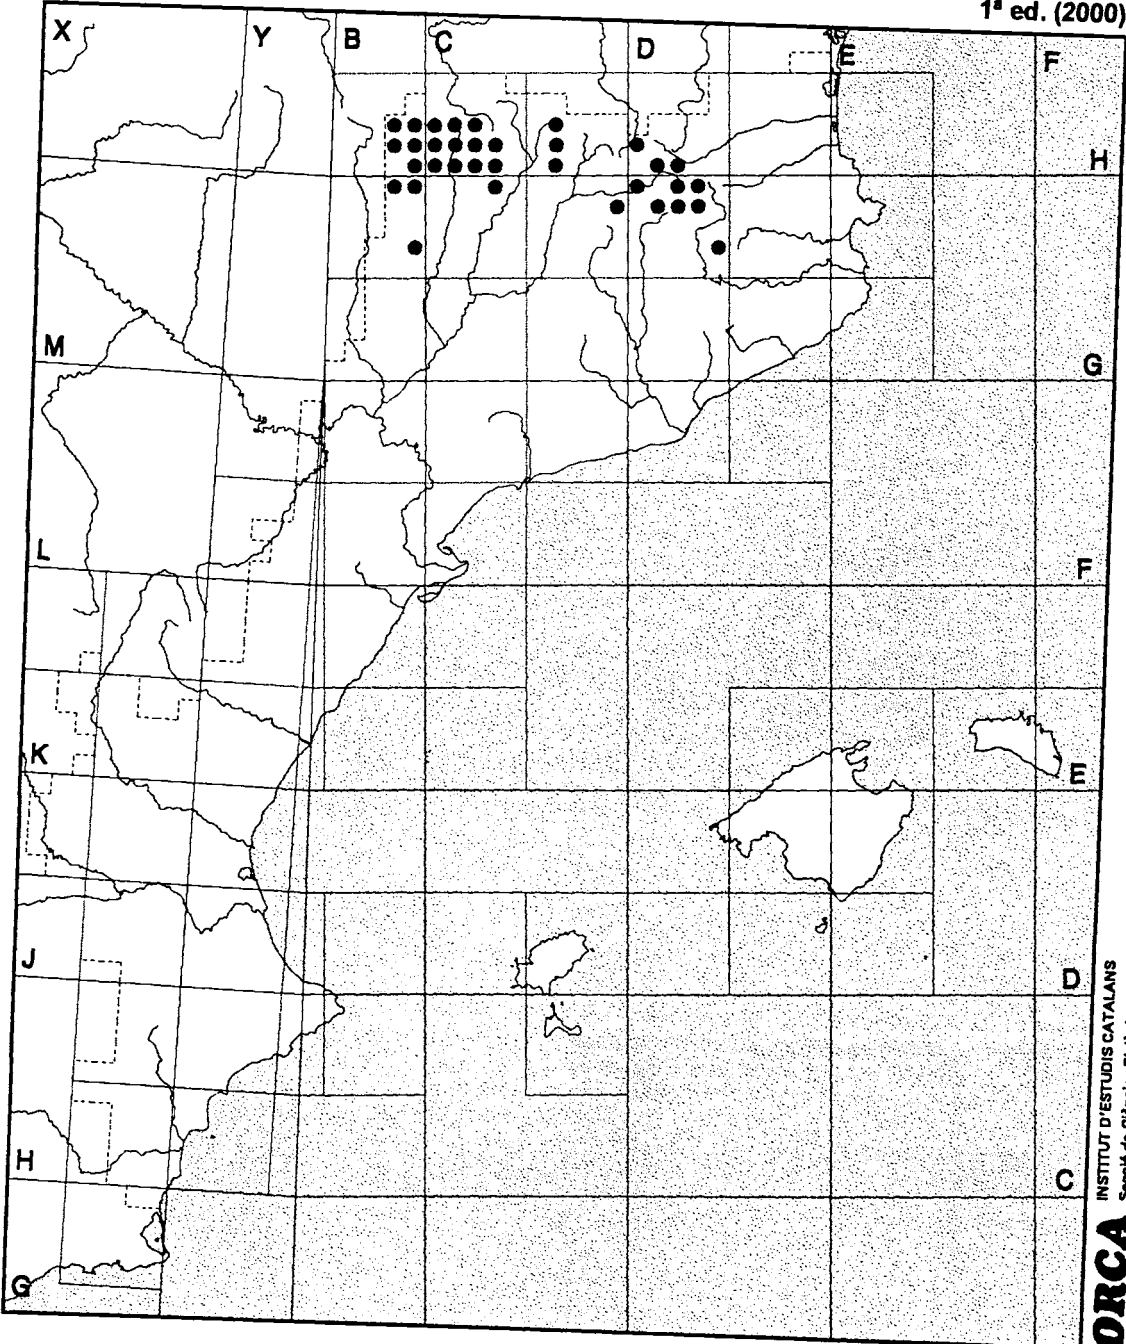 1ª ed. (2000)
X Y B C D E F
H
M G
L F
K E
J D
H C
G
INSTITUT D'ESTUDIS CATALANS
ORCA